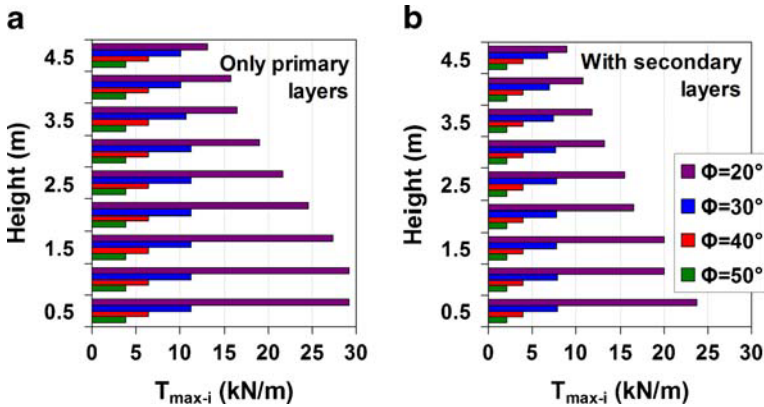 a
Only primary
layers
4.5
3.5
2.5
1.5
0.5
Height (m)
0 5 10 15 20 25 30
Tmax-i (kN/m)
b
With secondary
layers
4.5
3.5
2.5
1.5
0.5
Height (m)
Φ=20°
Φ=30°
Φ=40°
Φ=50°
0 5 10 15 20 25 30
Tmax-i (kN/m)